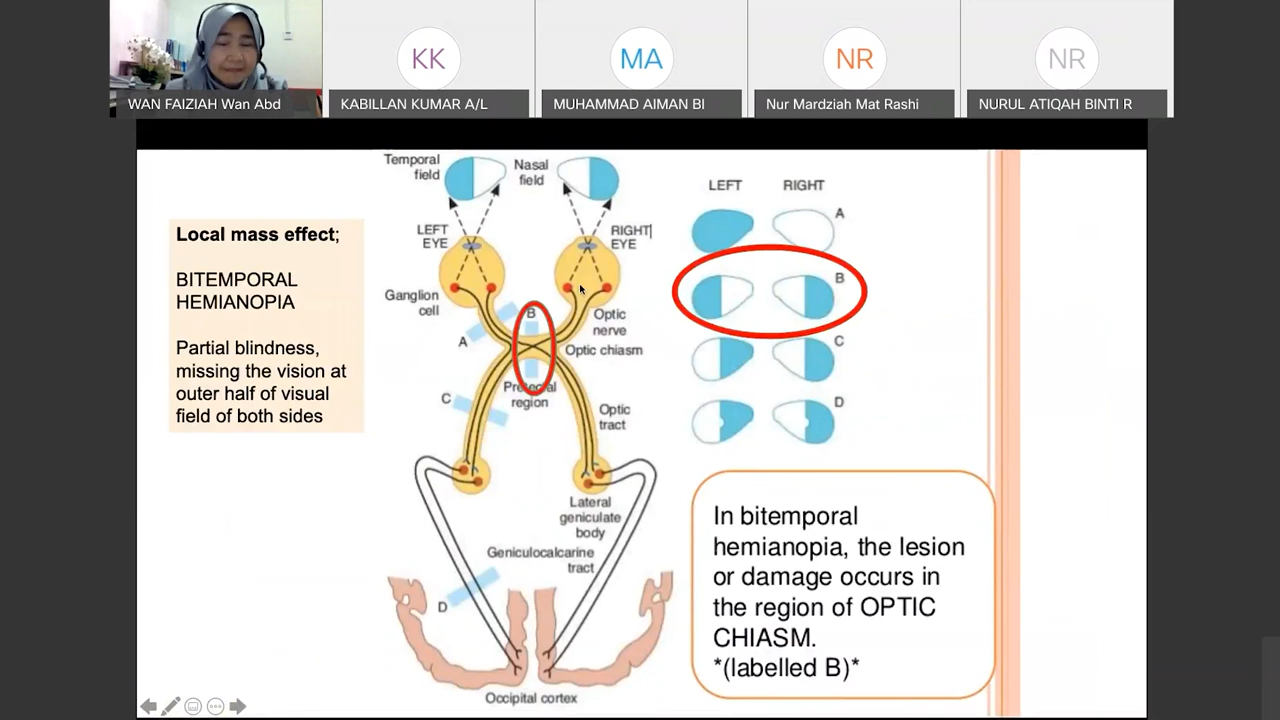 KK
MA
NR
NR
WAN FAIZIAH Wan Abd
KABILLAN KUMAR A/L
MUHAMMAD AIMAN BI
Nur Mardziah Mat Rashi
NURUL ATIQAH BINTI R
Local mass effect;
BITEMPORAL
HEMIANOPIA
Partial blindness,
missing the vision at
outer half of visual
field of both sides
Temporal
field
Nasal
field
LEFT
EYE
RIGHT
EYE
Ganglion
cell
A
B
Optic
nerve
Optic chiasm
Pretectal
region
C
Optic
tract
Lateral
geniculate
body
Geniculocalcarine
tract
D
Occipital cortex
LEFT
RIGHT
A
B
C
D
In bitemporal
hemianopia, the lesion
or damage occurs in
the region of OPTIC
CHIASM.
*(labelled B)*